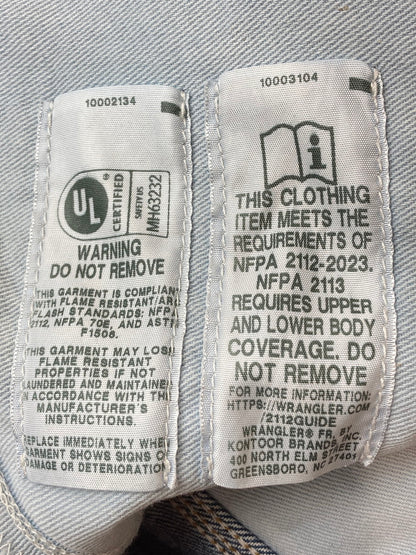 10002134
UL
CERTIFIED
SAFETY US
MH63232
WARNING
DO NOT REMOVE
THIS GARMENT IS COMPLIANT
WITH FLAME RESISTANT/ARC
FLASH STANDARDS: NFPA
2112, NFPA 70E, AND ASTM
F1506.
THIS GARMENT MAY LOSE
FLAME RESISTANT
PROPERTIES IF NOT
LAUNDERED AND MAINTAINED
IN ACCORDANCE WITH THE
MANUFACTURER'S
INSTRUCTIONS.
REPLACE IMMEDIATELY WHEN
GARMENT SHOWS SIGNS OF
DAMAGE OR DETERIORATION.
10003104
i
THIS CLOTHING
ITEM MEETS THE
REQUIREMENTS OF
NFPA 2112-2023.
NFPA 2113
REQUIRES UPPER
AND LOWER BODY
COVERAGE. DO
NOT REMOVE
FOR MORE INFORMATION:
HTTPS://WRANGLER.COM
/2112GUIDE
WRANGLER® FR. BY
KONTOOR BRANDS, INC.
400 NORTH ELM STREET
GREENSBORO, NC 27401